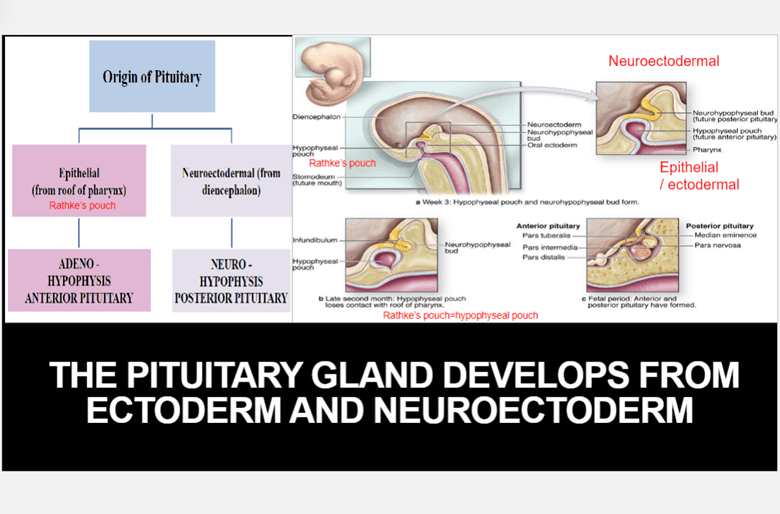 Origin of Pituitary
Epithelial
(from roof of pharynx)
Rathke's pouch
Neuroectodermal (from
diencephalon)
ADENO -
HYPOPHYSIS
ANTERIOR PITUITARY
NEURO -
HYPOPHYSIS
POSTERIOR PITUITARY
Neuroectodermal
Diencephalon
Hypophyseal
pouch
Rathke's pouch
Stomodeum
(future mouth)
Neuroectoderm
Neurohypophyseal
bud
Oral ectoderm
Neurohypophyseal bud
(future posterior pituitary
Hypophyseal pouch
(future anterior pituitary)
Pharynx
Epithelial
/ ectodermal
a Week 3: Hypophyseal pouch and neurohypophyseal bud form.
Infundibulum
Hypophyseal
pouch
Neurohypophyseal
bud
b Late second month: Hypophyseal pouch
loses contact with roof of pharynx.
Rathke's pouch=hypophyseal pouch
Anterior pituitary
Pars tuberalis
Pars intermedia
Pars distalis
Posterior pituitary
Median eminence
Pars nervosa
c Fetal period: Anterior and
posterior pituitary have formed.
THE PITUITARY GLAND DEVELOPS FROM
ECTODERM AND NEUROECTODERM